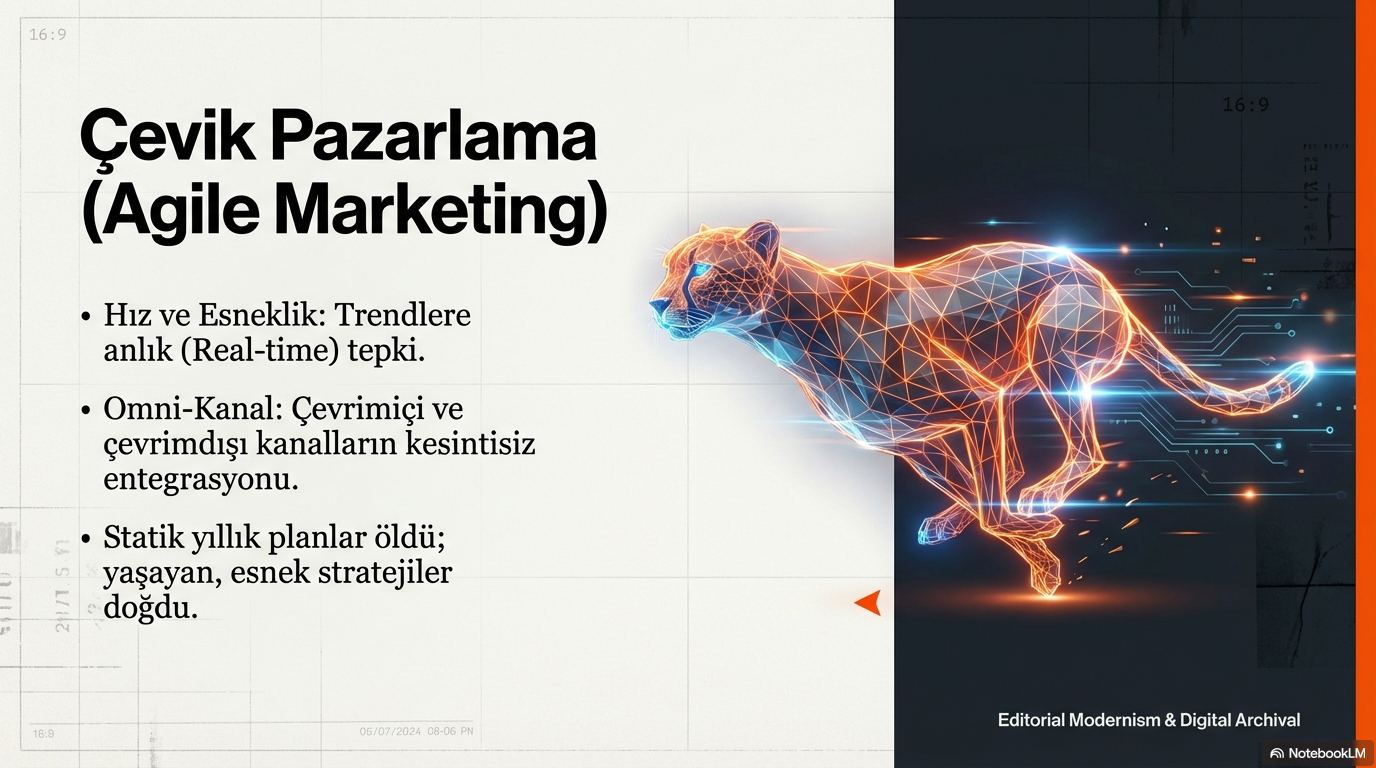 16:9
16:9
Çevik Pazarlama
(Agile Marketing)
• Hız ve Esneklik: Trendlere
anlık (Real-time) tepki.
• Omni-Kanal: Çevrimiçi ve
çevrimdışı kanalların kesintisiz
entegrasyonu.
• Statik yıllık planlar öldü;
yaşayan, esnek stratejiler
doğdu.
16:9
05/07/2024 08-06 PN
Editorial Modernism & Digital Archival
NotebookLM